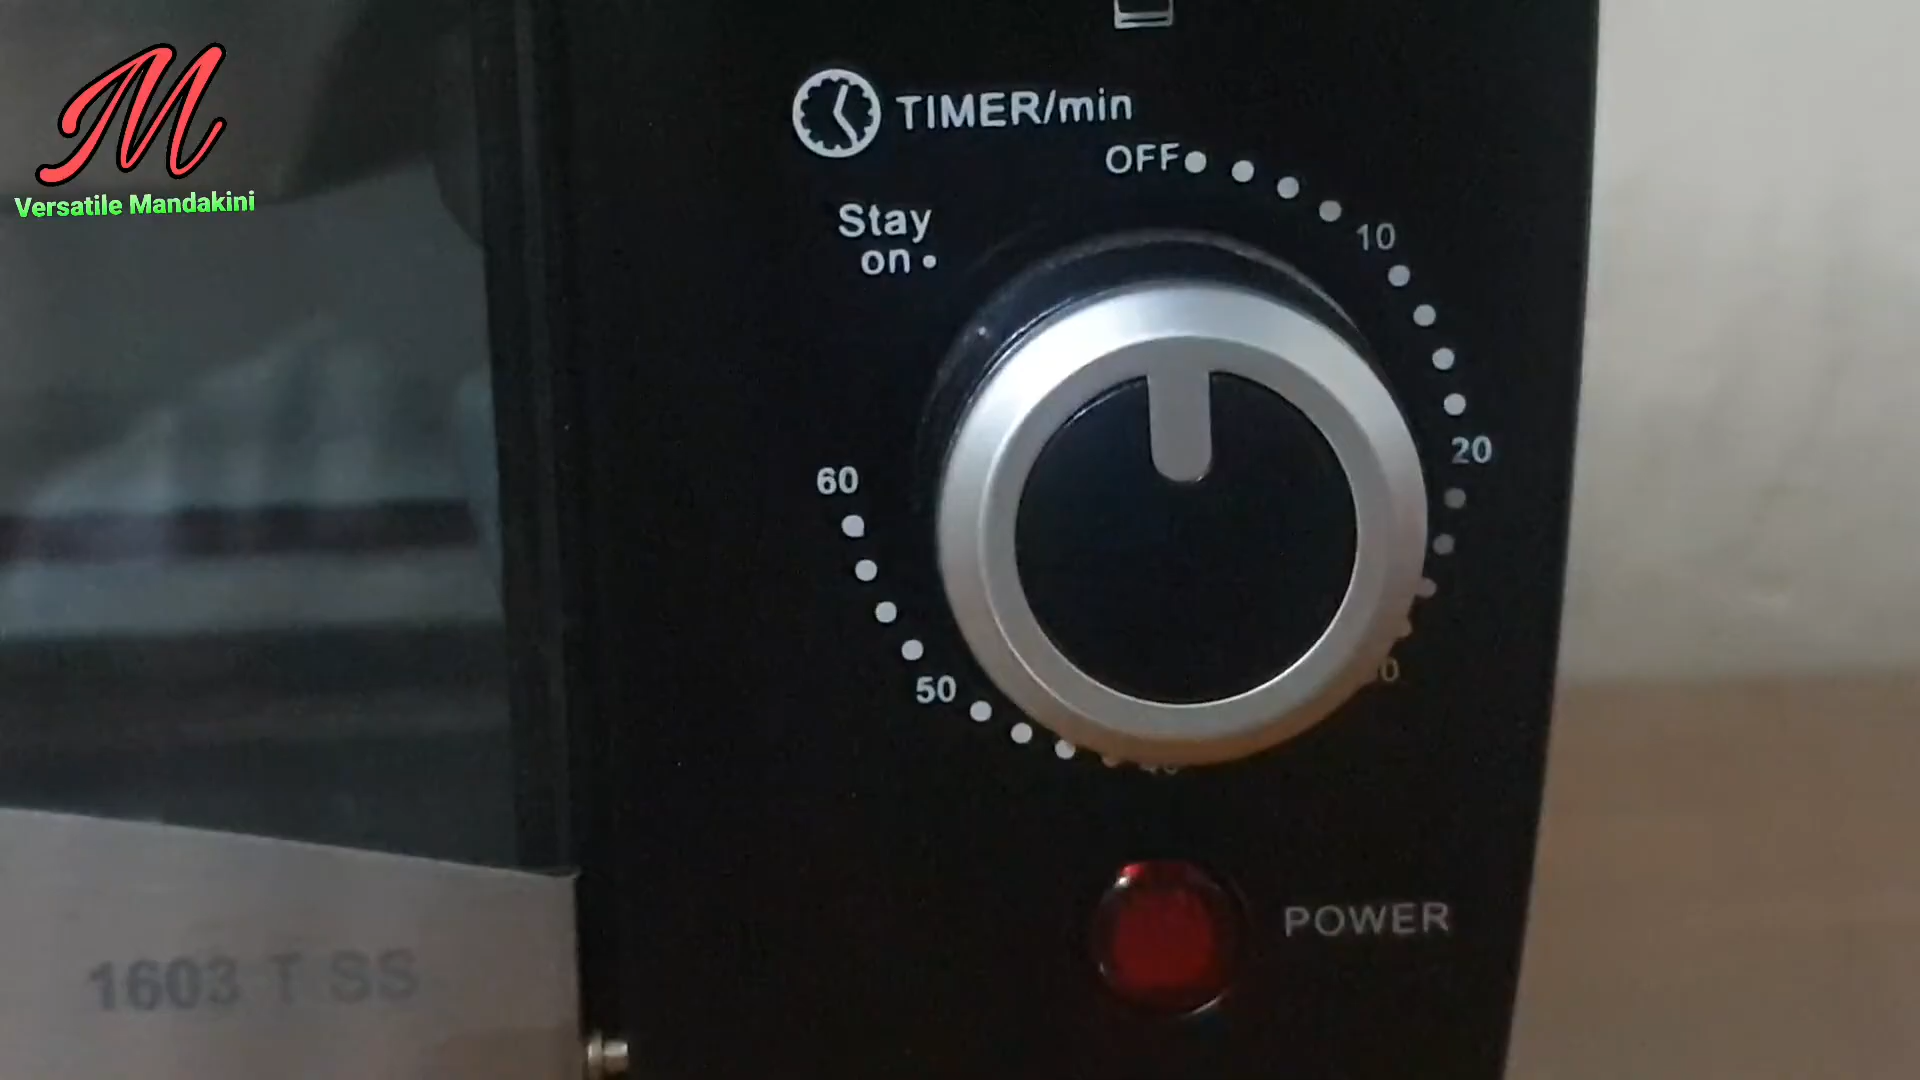 M
Versatile Mandakini
TIMER/min
OFF
Stay
on
10
20
60
50
POWER
1603 T SS